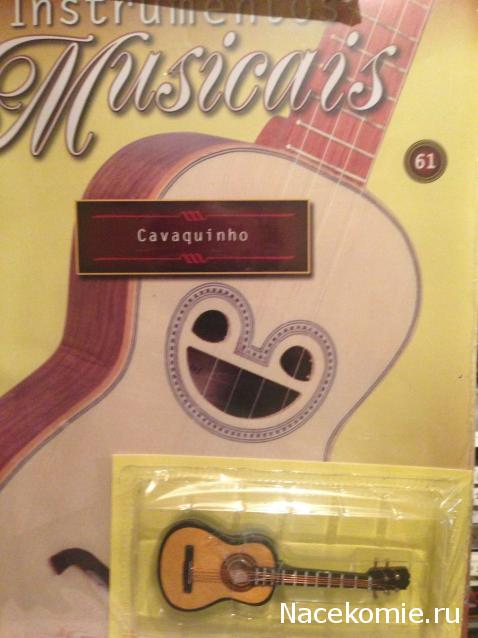 Instrumentos
Musicais
61
Cavaquinho
Nacekomie.ru